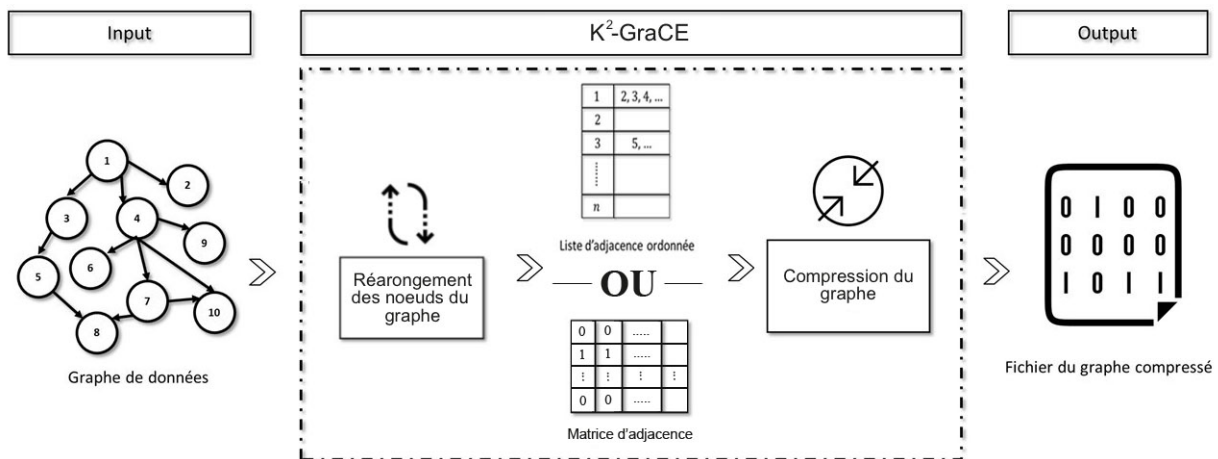 Input
K²-GraCE
Output
1
2
3
4
9
6
5
7
10
8
Graphe de données
Réarongement
des noeuds du
graphe
1 2, 3, 4, ...
2
3 5, ...
⋮
n
Liste d'adjacence ordonnée
OU
0 0 .....
1 1 .....
⋮ ⋮ ⋮ ⋮
0 0 .....
Matrice d'adjacence
Compression du
graphe
0 1 0 0
0 0 0 0
1 0 1 1
Fichier du graphe compressé